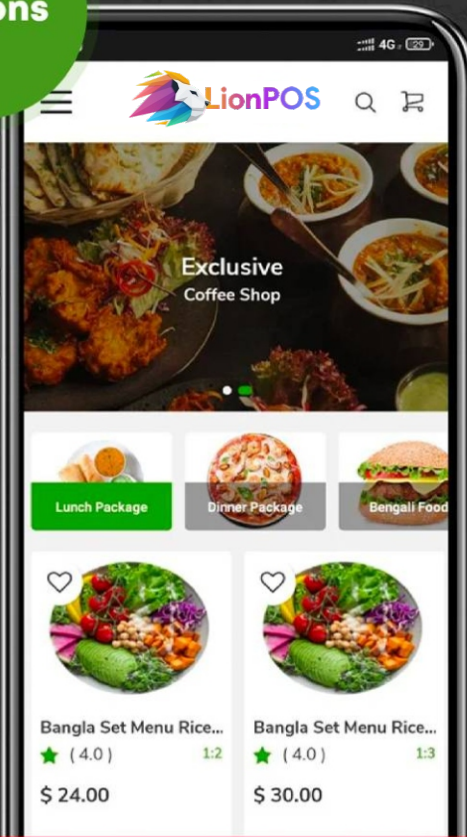 ons
4G 29
LionPOS
Exclusive
Coffee Shop
Lunch Package
Dinner Package
Bengali Food
Bangla Set Menu Rice...
Bangla Set Menu Rice...
( 4.0 ) 1:2
( 4.0 ) 1:3
$ 24.00
$ 30.00